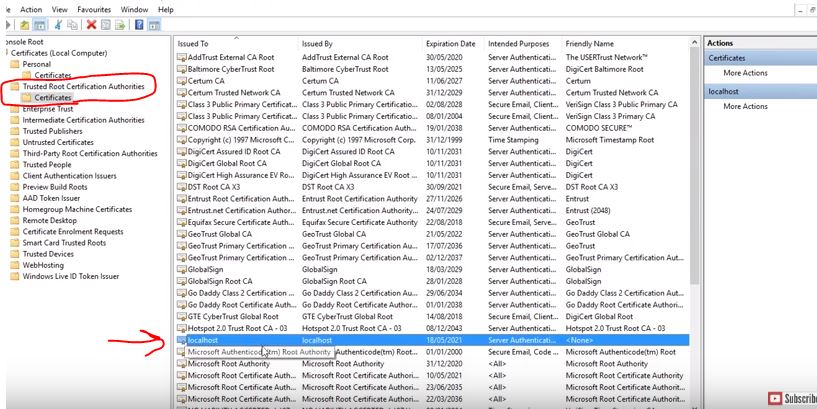 le Action View Favourites Window Help
onsole Root
Certificates (Local Computer)
Personal
Certificates
Trusted Root Certification Authorities
Certificates
Enterprise Trust
Intermediate Certification Authorities
Trusted Publishers
Untrusted Certificates
Third-Party Root Certification Authorities
Trusted People
Client Authentication Issuers
Preview Build Roots
AAD Token Issuer
Homegroup Machine Certificates
Remote Desktop
Certificate Enrolment Requests
Smart Card Trusted Roots
Trusted Devices
WebHosting
Windows Live ID Token Issuer
Issued To Issued By Expiration Date Intended Purposes Friendly Name
AddTrust External CA Root AddTrust External CA Root 30/05/2020 Server Authenticati... The USERTrust Network™
Baltimore CyberTrust Root Baltimore CyberTrust Root 13/05/2025 Server Authenticati... DigiCert Baltimore Root
Certum CA Certum CA 11/06/2027 Server Authenticati... Certum
Certum Trusted Network CA Certum Trusted Network CA 31/12/2029 Server Authenticati... Certum Trusted Network CA
Class 3 Public Primary Certificat... Class 3 Public Primary Certificatio... 02/08/2028 Secure Email, Client... VeriSign Class 3 Public Primary CA
Class 3 Public Primary Certificat... Class 3 Public Primary Certificatio... 08/01/2004 Secure Email, Client...
COMODO RSA Certification Au... COMODO RSA Certification Auth... 19/01/2038 Server Authenticati... COMODO SECURE™
Copyright (c) 1997 Microsoft C... Copyright (c) 1997 Microsoft Corp... 31/12/1999 Time Stamping Microsoft Timestamp Root
DigiCert Assured ID Root CA DigiCert Assured ID Root CA 10/11/2031 Server Authenticati... DigiCert
DigiCert Global Root CA DigiCert Global Root CA 10/11/2031 Server Authenticati... DigiCert
DigiCert High Assurance EV Ro... DigiCert High Assurance EV Root ... 10/11/2031 Server Authenticati... DigiCert
DST Root CA X3 DST Root CA X3 30/09/2021 Secure Email, Serve... DST Root CA X3
Entrust Root Certification Auth... Entrust Root Certification Authority 27/11/2026 Server Authenticati... Entrust
Entrust.net Certification Author... Entrust.net Certification Authority... 24/07/2029 Server Authenticati... Entrust (2048)
Equifax Secure Certificate Auth... Equifax Secure Certificate Authority 22/08/2018 Secure Email, Serve... GeoTrust
GeoTrust Global CA GeoTrust Global CA Server Authenticati... GeoTrust Global CA
GeoTrust Primary Certification ... GeoTrust Primary Certification Au... 17/07/2036 Server Authenticati... GeoTrust
GeoTrust Primary Certification ... GeoTrust Primary Certification Au... Server Authenticati... GeoTrust Primary Certification Au...
GlobalSign GlobalSign 18/03/2029 Server Authenticati... GlobalSign
GlobalSign Root CA GlobalSign Root CA 28/01/2028 Server Authenticati... GlobalSign
Go Daddy Class 2 Certification ... Go Daddy Class 2 Certification Au... 29/06/2034 Server Authenticati... Go Daddy Class 2 Certification Au...
Go Daddy Root Certificate Auth... Go Daddy Root Certificate Authori... Server Authenticati... Go Daddy Root Certificate Authori...
GTE CyberTrust Global Root GTE CyberTrust Global Root 14/08/2018 Secure Email, Client... DigiCert Global Root
Hotspot 2.0 Trust Root CA - 03 Hotspot 2.0 Trust Root CA - 03 08/12/2043 Server Authenticati... Hotspot 2.0 Trust Root CA - 03
localhost localhost 18/05/2021 Server Authenticati... <None>
Microsoft Authenticode(tm) Root Authority Authenticode(tm) Root... 01/01/2000 Secure Email, Code ... Microsoft Authenticode(tm) Root
Microsoft Root Authority Microsoft Root Authority 31/12/2020 <All> Microsoft Root Authority
Microsoft Root Certificate Auth... Microsoft Root Certificate Authori... 10/05/2021 <All> Microsoft Root Certificate Authori...
Microsoft Root Certificate Auth... Microsoft Root Certificate Authori... 23/06/2035 <All> Microsoft Root Certificate Authori...
Microsoft Root Certificate Auth... Microsoft Root Certificate Authori... 22/03/2036 <All> Microsoft Root Certificate Authori...
Actions
Certificates
More Actions
localhost
More Actions
Subscribe